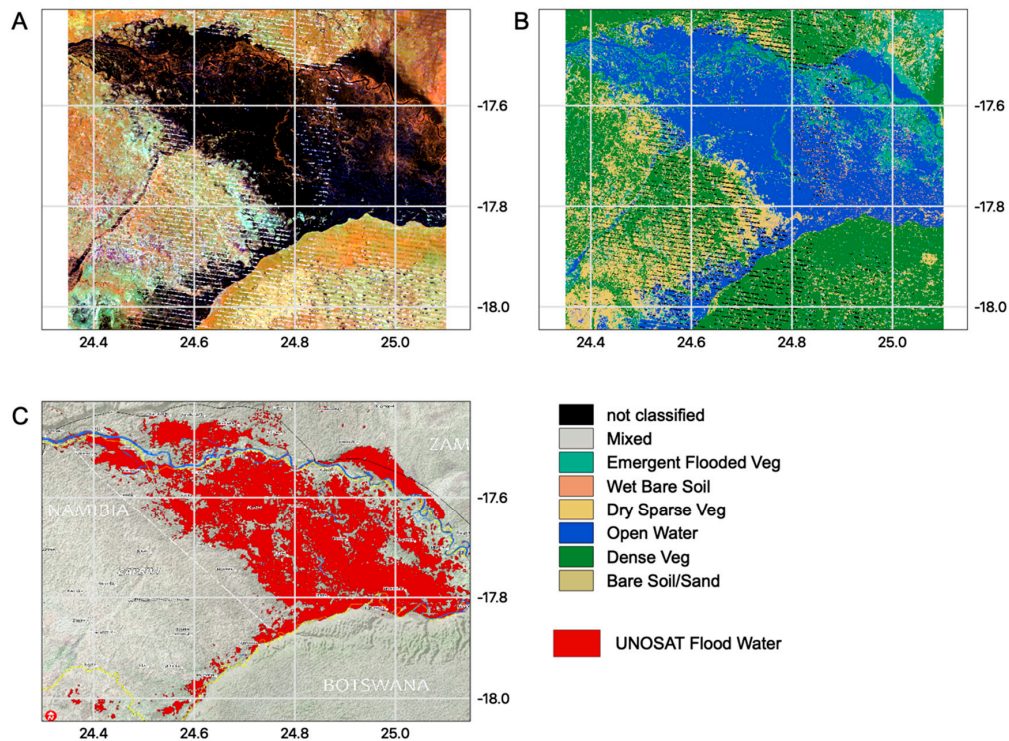 A
B
-17.6
-17.8
-18.0
24.4
24.6
24.8
25.0
-17.6
-17.8
-18.0
24.4
24.6
24.8
25.0
C
ZAM
NAMIBIA
BOTSWANA
-17.6
-17.8
-18.0
24.4
24.6
24.8
25.0
not classified
Mixed
Emergent Flooded Veg
Wet Bare Soil
Dry Sparse Veg
Open Water
Dense Veg
Bare Soil/Sand
UNOSAT Flood Water